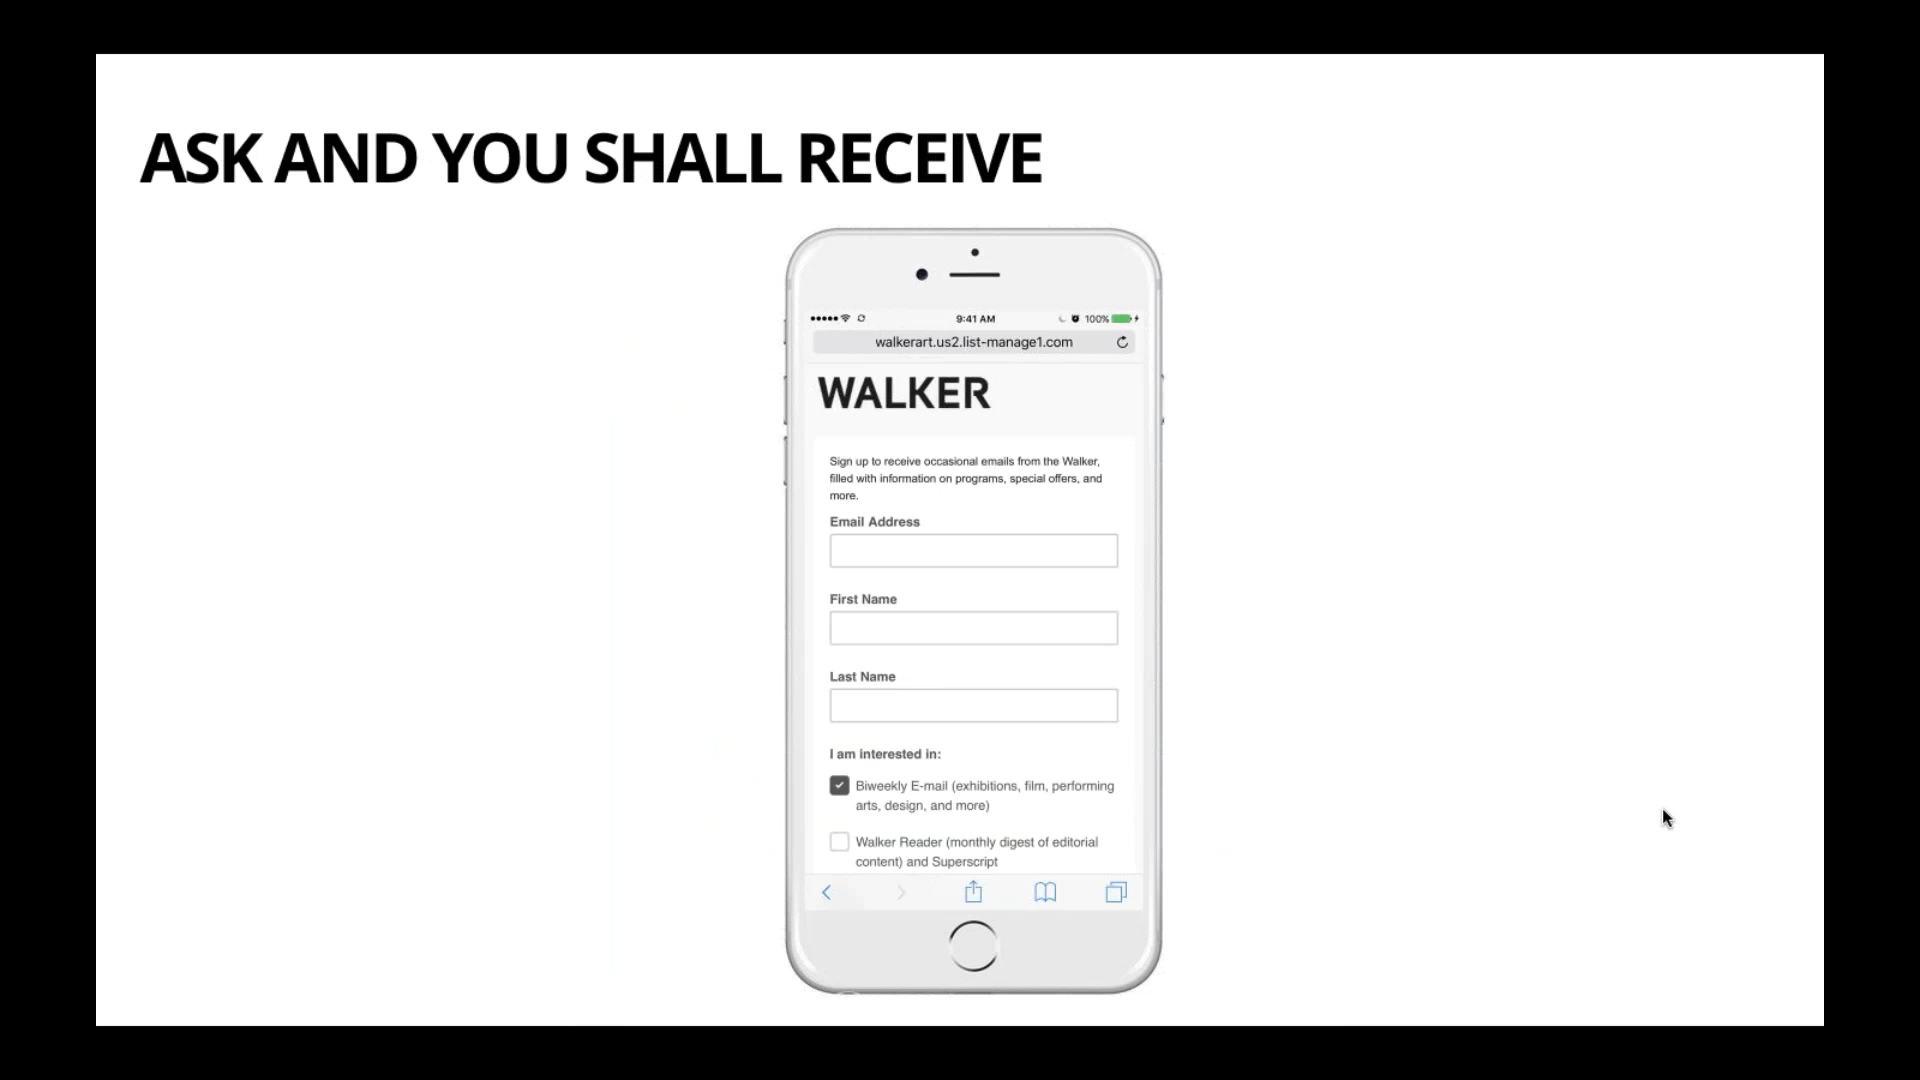 ASK AND YOU SHALL RECEIVE
9:41 AM
100%
walkerart.us2.list-manage1.com
WALKER
Sign up to receive occasional emails from the Walker,
filled with information on programs, special offers, and
more.
Email Address
First Name
Last Name
I am interested in:
Biweekly E-mail (exhibitions, film, performing
arts, design, and more)
Walker Reader (monthly digest of editorial
content) and Superscript